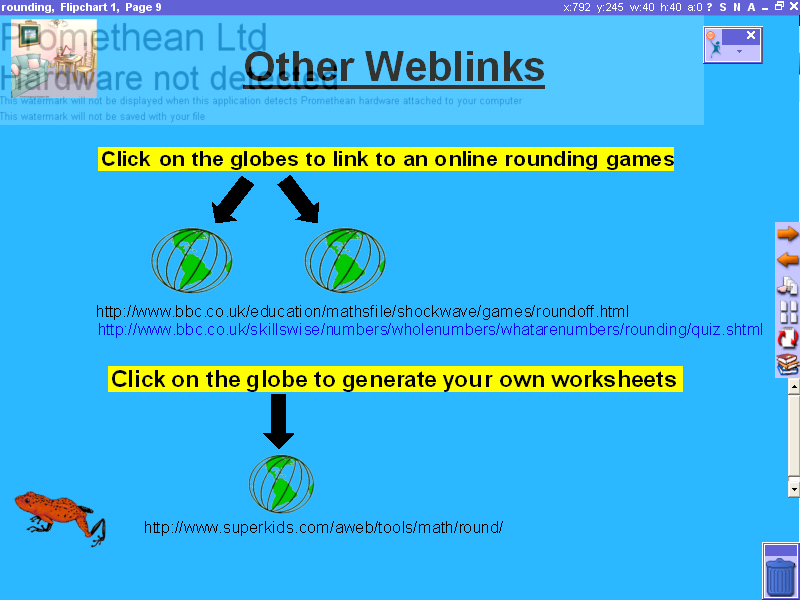 rounding, Flipchart 1, Page 9
x:792 y:245 w:40 h:40 a:0 ? S N A
Promethean Ltd
Hardware not detected
Other Weblinks
This watermark will not be displayed when this application detects Promethean hardware attached to your computer
This watermark will not be saved with your file
Click on the globes to link to an online rounding games
http://www.bbc.co.uk/education/mathsfile/shockwave/games/roundoff.html
http://www.bbc.co.uk/skillswise/numbers/wholenumbers/whatarenumbers/rounding/quiz.shtml
Click on the globe to generate your own worksheets
http://www.superkids.com/aweb/tools/math/round/